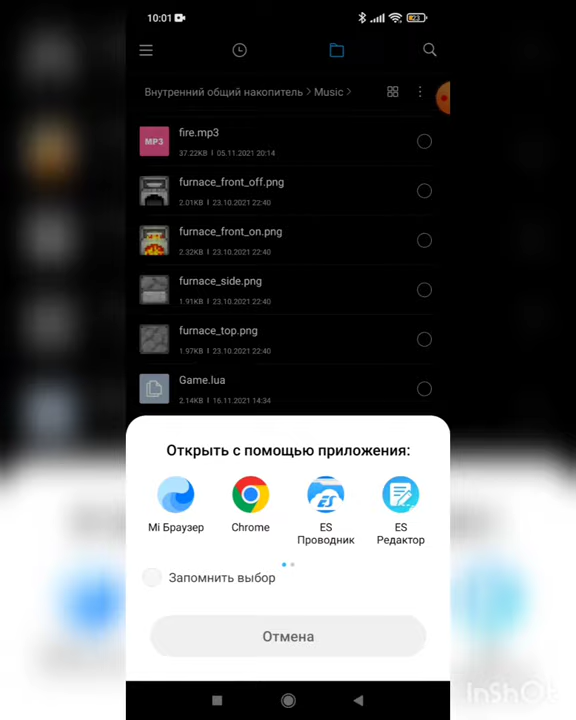 10:01
23
Внутренний общий накопитель > Music >
fire.mp3
MP3
37.22KB | 05.11.2021 20:14
furnace_front_off.png
2.01KB | 23.10.2021 22:40
furnace_front_on.png
2.32KB | 23.10.2021 22:40
furnace_side.png
1.91KB | 23.10.2021 22:40
furnace_top.png
1.97KB | 23.10.2021 22:40
Game.lua
2.14KB | 16.11.2021 14:34
Открыть с помощью приложения:
Mi Браузер
Chrome
ES Проводник
ES Редактор
Запомнить выбор
Отмена
InShOt